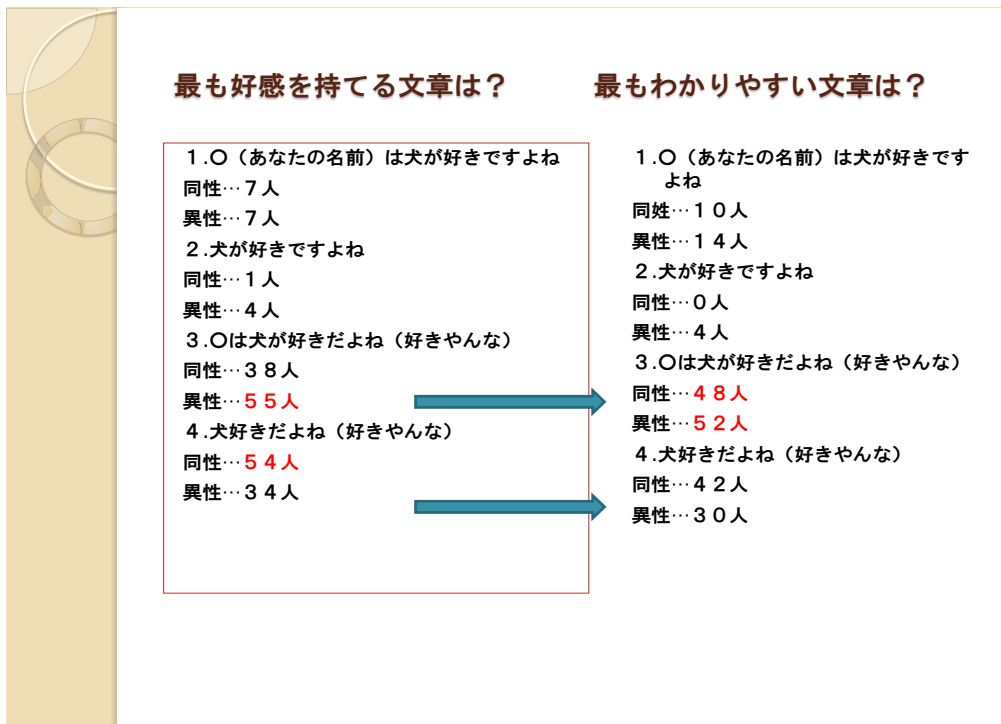 最も好感を持てる文章は？
１.○（あなたの名前）は犬が好きですよね
同性…７人
異性…７人
２.犬が好きですよね
同性…１人
異性…４人
３.○は犬が好きだよね（好きやんな）
同性…３８人
異性…５５人
４.犬好きだよね（好きやんな）
同性…５４人
異性…３４人
最もわかりやすい文章は？
１.○（あなたの名前）は犬が好きです
よね
同姓…１０人
異性…１４人
２.犬が好きですよね
同性…０人
異性…４人
３.○は犬が好きだよね（好きやんな）
同性…４８人
異性…５２人
４.犬好きだよね（好きやんな）
同性…４２人
異性…３０人